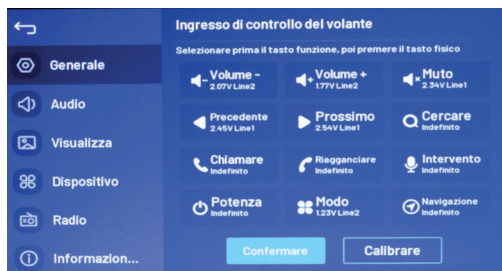 Ingresso di controllo del volante
Selezionare prima il tasto funzione, poi premere il tasto fisico
Generale
Audio
Visualizza
Dispositivo
Radio
Informazion...
Volume -
2.07V Line2
Volume +
1.77V Line2
Muto
2.34V Line1
Precedente
2.45V Line1
Prossimo
2.54V Line1
Cercare
Indefinito
Chiamare
Indefinito
Riagganciare
Indefinito
Intervento
Indefinito
Potenza
Indefinito
Modo
1.23V Line2
Navigazione
Indefinito
Confermare
Calibrare